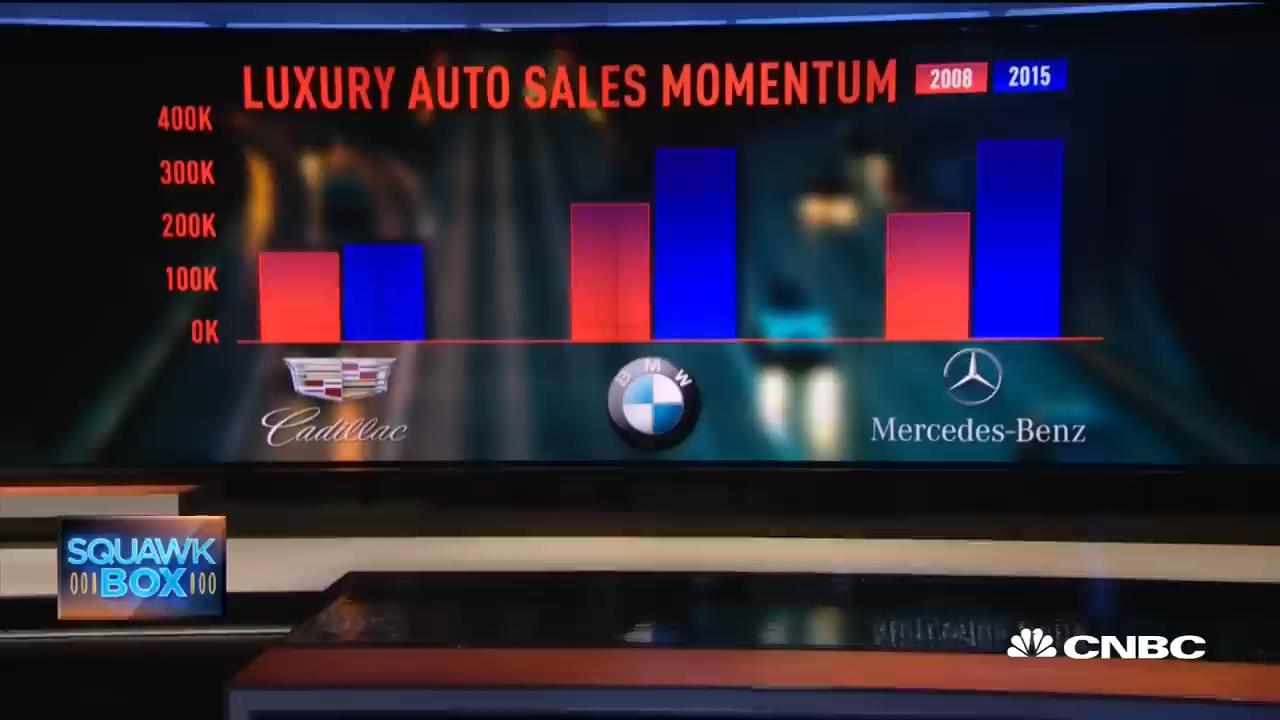 LUXURY AUTO SALES MOMENTUM
2008
2015
400K
300K
200K
100K
0K
Cadillac
BMW
Mercedes-Benz
SQUAWK
BOX
CNBC